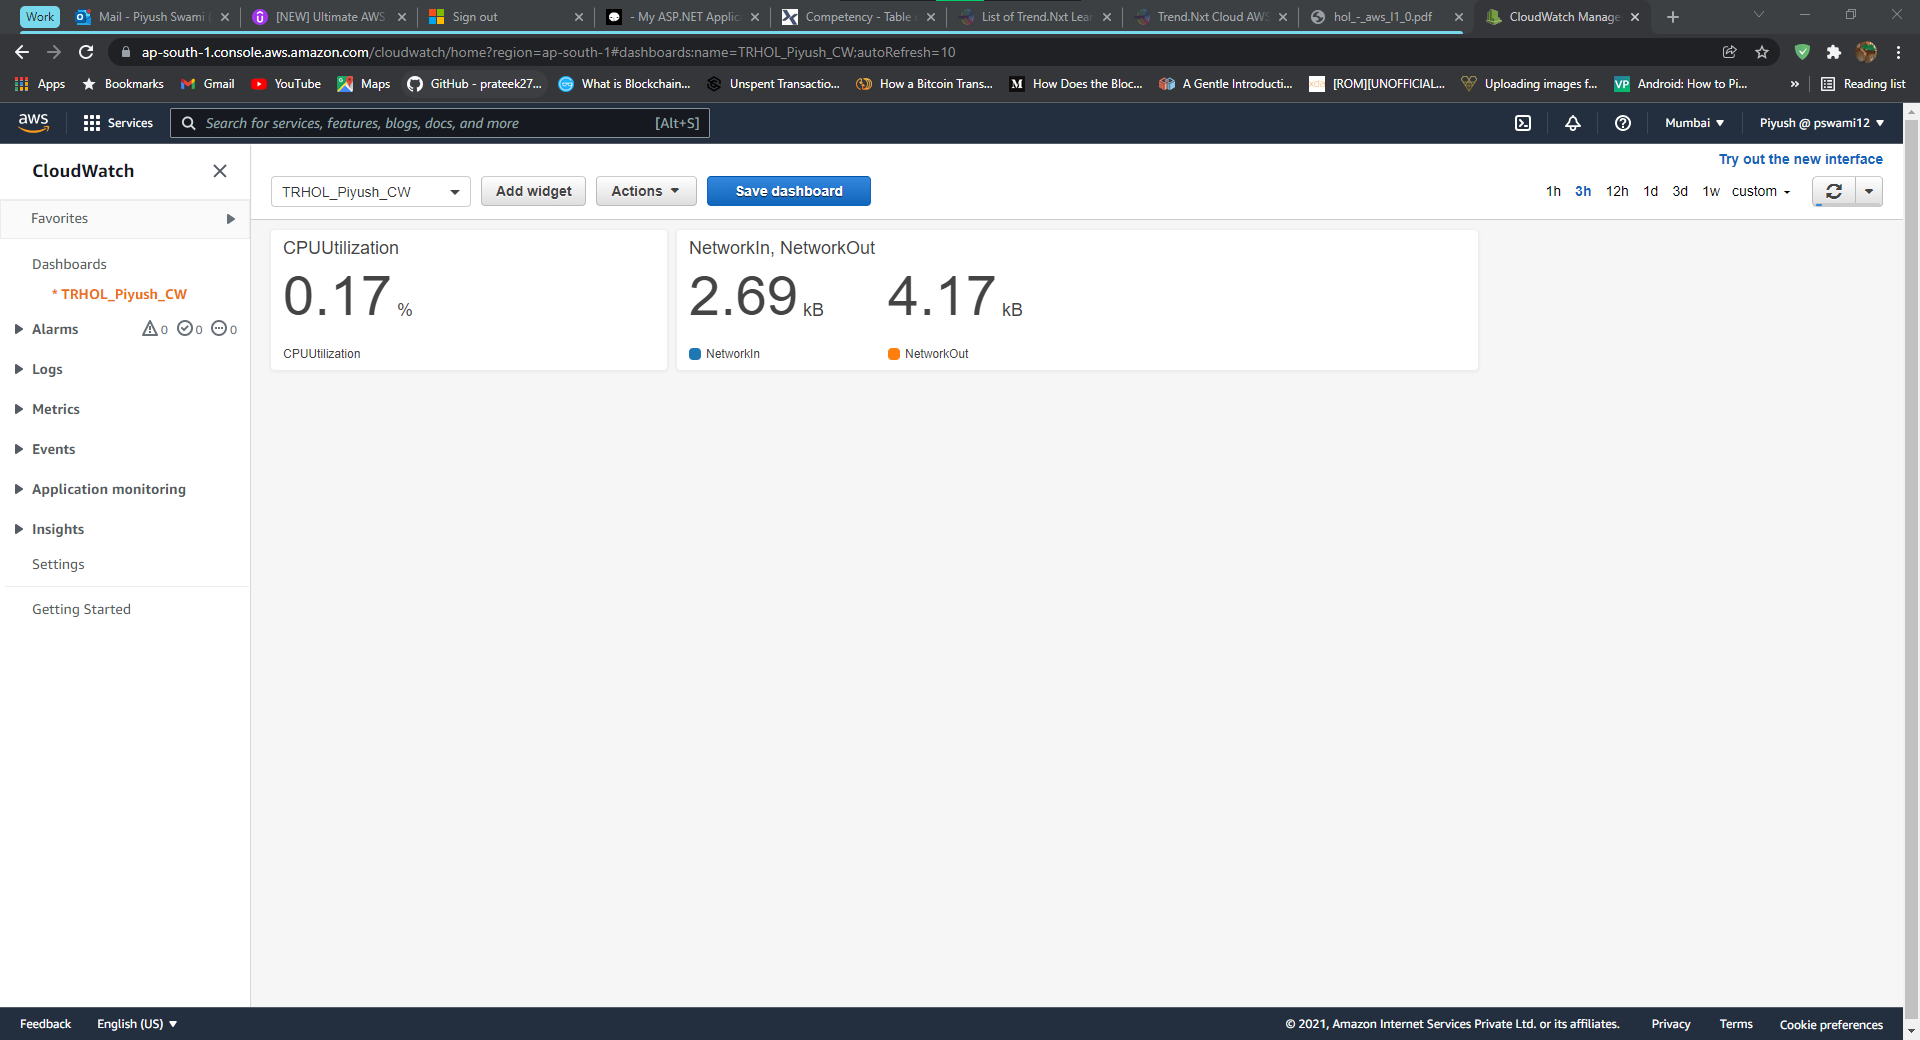 Work
Mail - Piyush Swami
[NEW] Ultimate AWS
Sign out
- My ASP.NET Applic
Competency - Table
List of Trend.Nxt Lea
Trend.Nxt Cloud AWS
hol_-_aws_l1_0.pdf
CloudWatch Manage
ap-south-1.console.aws.amazon.com/cloudwatch/home?region=ap-south-1#dashboards:name=TRHOL_Piyush_CW;autoRefresh=10
Apps
Bookmarks
Gmail
YouTube
Maps
GitHub - prateek27...
What is Blockchain...
Unspent Transactio...
How a Bitcoin Trans...
How Does the Bloc...
A Gentle Introducti...
[ROM][UNOFFICIAL...
Uploading images f...
VP Android: How to Pi...
»
Reading list
aws
Services
Search for services, features, blogs, docs, and more [Alt+S]
Mumbai
Piyush @ pswami12
CloudWatch
Favorites
Dashboards
* TRHOL_Piyush_CW
Alarms 0 0 0
Logs
Metrics
Events
Application monitoring
Insights
Settings
Getting Started
Try out the new interface
TRHOL_Piyush_CW
Add widget
Actions
Save dashboard
1h 3h 12h 1d 3d 1w custom
CPUUtilization
0.17 %
CPUUtilization
NetworkIn, NetworkOut
2.69 kB
4.17 kB
NetworkIn
NetworkOut
Feedback
English (US)
© 2021, Amazon Internet Services Private Ltd. or its affiliates.
Privacy
Terms
Cookie preferences